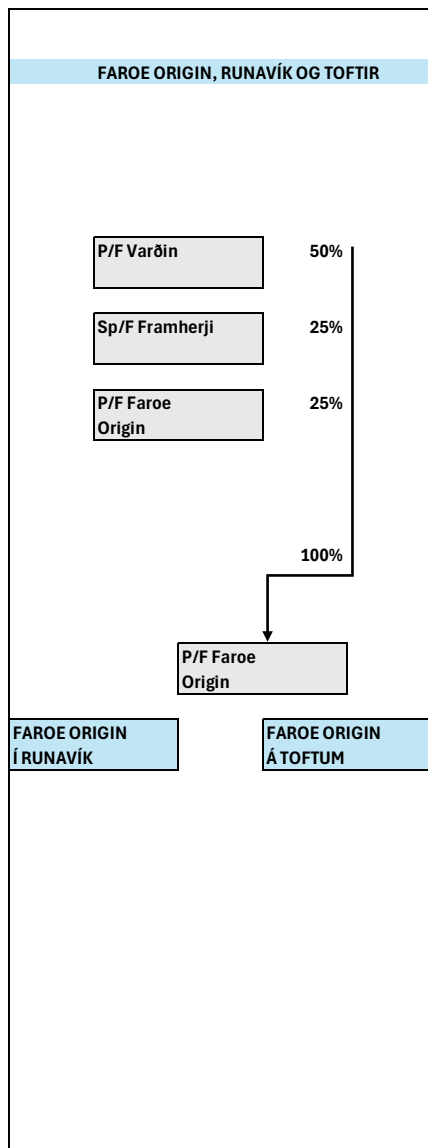 FAROE ORIGIN, RUNAVÍK OG TOFTIR
P/F Varðin 50%
Sp/F Framherji 25%
P/F Faroe 25%
Origin
100%
P/F Faroe
Origin
FAROE ORIGIN
Í RUNAVÍK
FAROE ORIGIN
Á TOFTUM